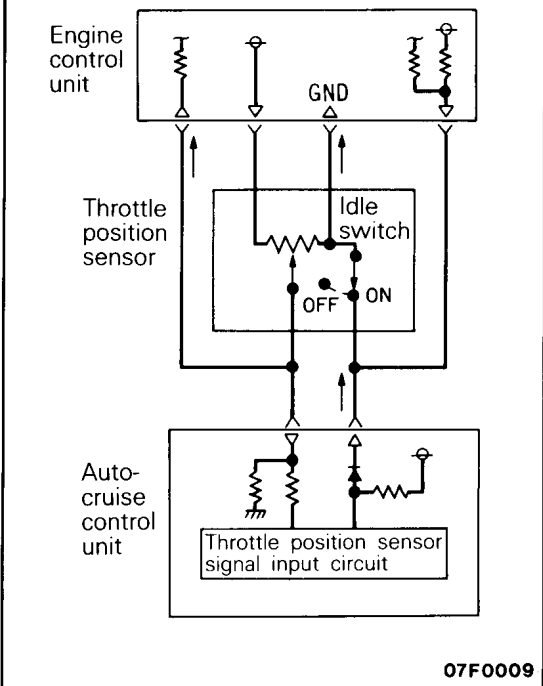 Engine
control
unit
GND
Throttle
position
sensor
Idle
switch
OFF
ON
Auto-
cruise
control
unit
Throttle position sensor
signal input circuit
07F0009